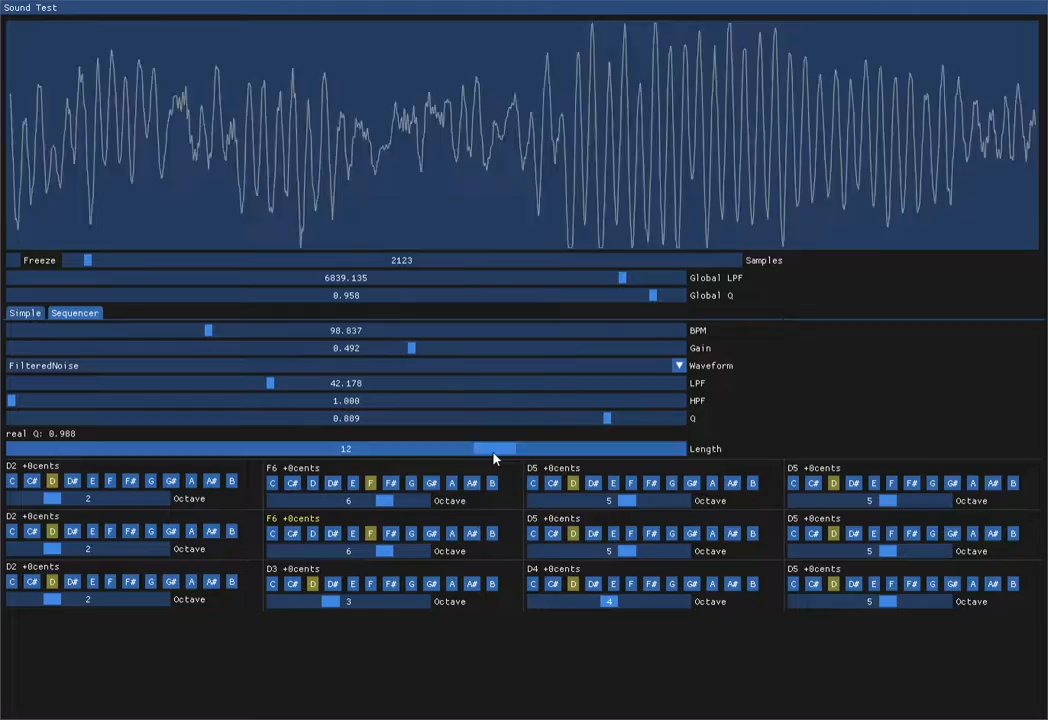 Sound Test
Freeze 2123 Samples
6839.135 Global LPF
0.958 Global Q
Simple Sequencer
98.837 BPM
0.492 Gain
FilteredNoise Waveform
42.178 LPF
1.000 HPF
0.889 Q
real Q: 0.988
12 Length
D2 +0cents F6 +0cents D5 +0cents D5 +0cents
C C# D D# E F F# G G# A A# B C C# D D# E F F# G G# A A# B C C# D D# E F F# G G# A A# B C C# D D# E F F# G G# A A# B
2 Octave 6 Octave 5 Octave 5 Octave
D2 +0cents F6 +0cents D5 +0cents D5 +0cents
C C# D D# E F F# G G# A A# B C C# D D# E F F# G G# A A# B C C# D D# E F F# G G# A A# B C C# D D# E F F# G G# A A# B
2 Octave 6 Octave 5 Octave 5 Octave
D2 +0cents D3 +0cents D4 +0cents D5 +0cents
C C# D D# E F F# G G# A A# B C C# D D# E F F# G G# A A# B C C# D D# E F F# G G# A A# B C C# D D# E F F# G G# A A# B
2 Octave 3 Octave 4 Octave 5 Octave